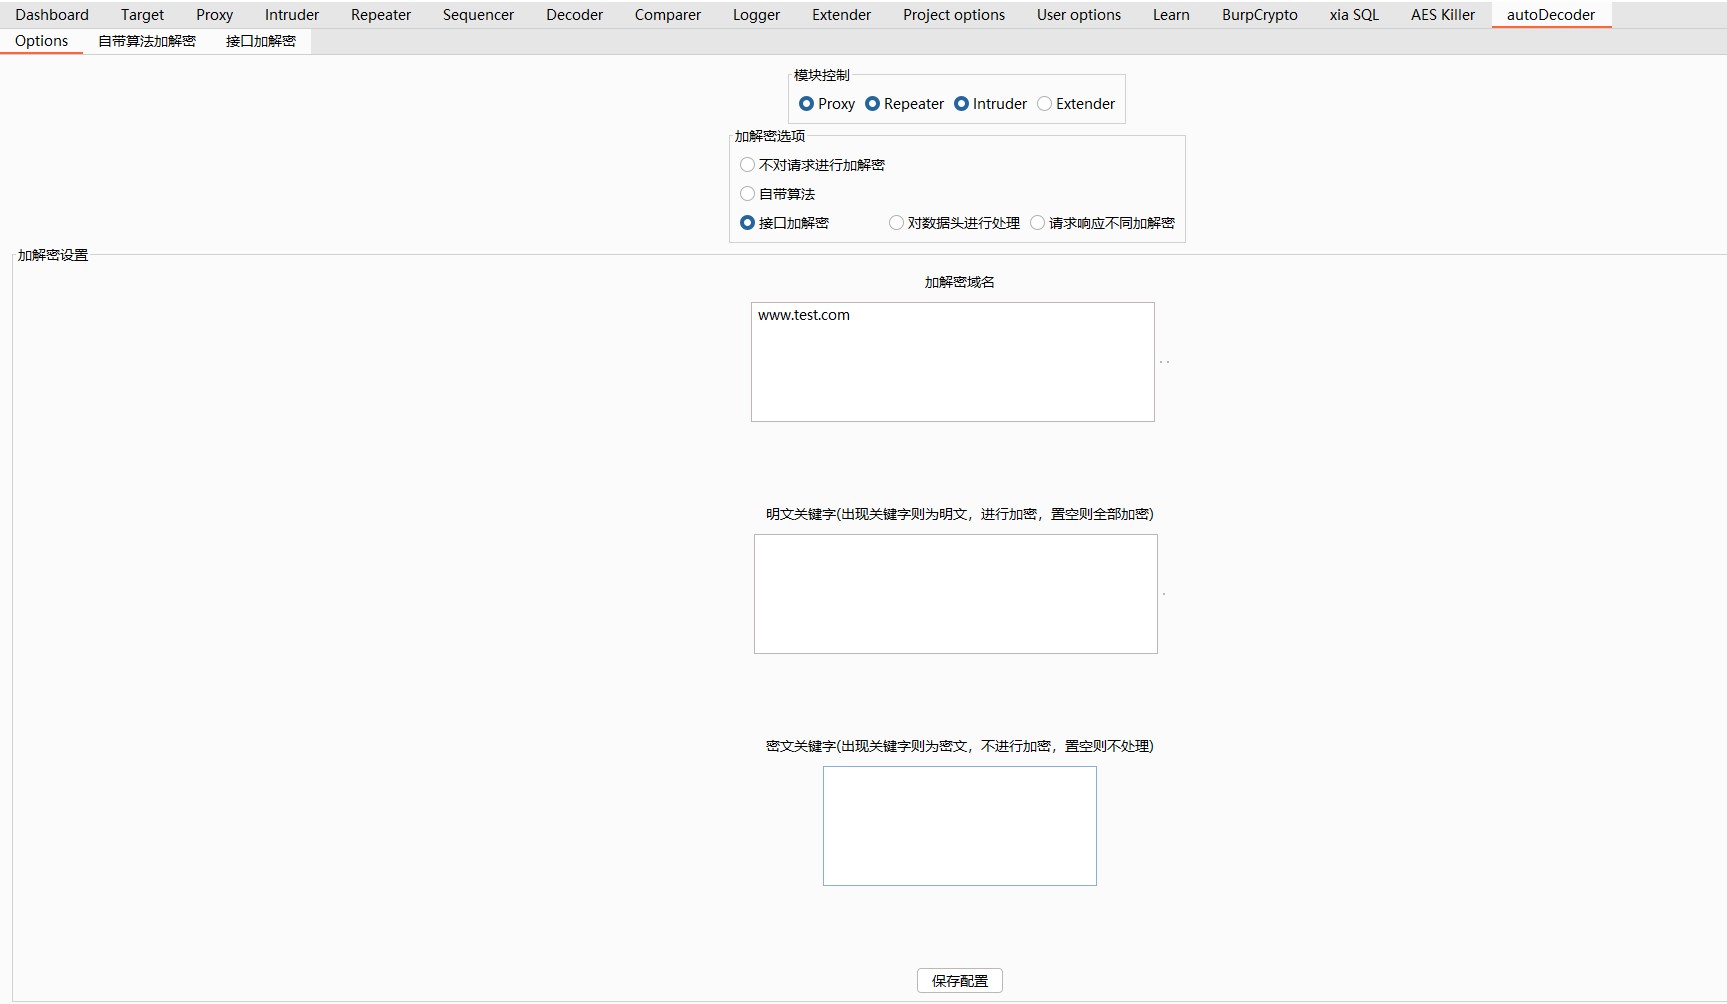 Dashboard Target Proxy Intruder Repeater Sequencer Decoder Comparer Logger Extender Project options User options Learn BurpCrypto xia SQL AES Killer autoDecoder
Options 自带算法加解密 接口加解密
模块控制
Proxy Repeater Intruder Extender
加解密选项
不对请求进行加解密
自带算法
接口加解密 对数据头进行处理 请求响应不同加解密
加解密设置
加解密域名
www.test.com
明文关键字(出现关键字则为明文，进行加密，置空则全部加密)
密文关键字(出现关键字则为密文，不进行加密，置空则不处理)
保存配置